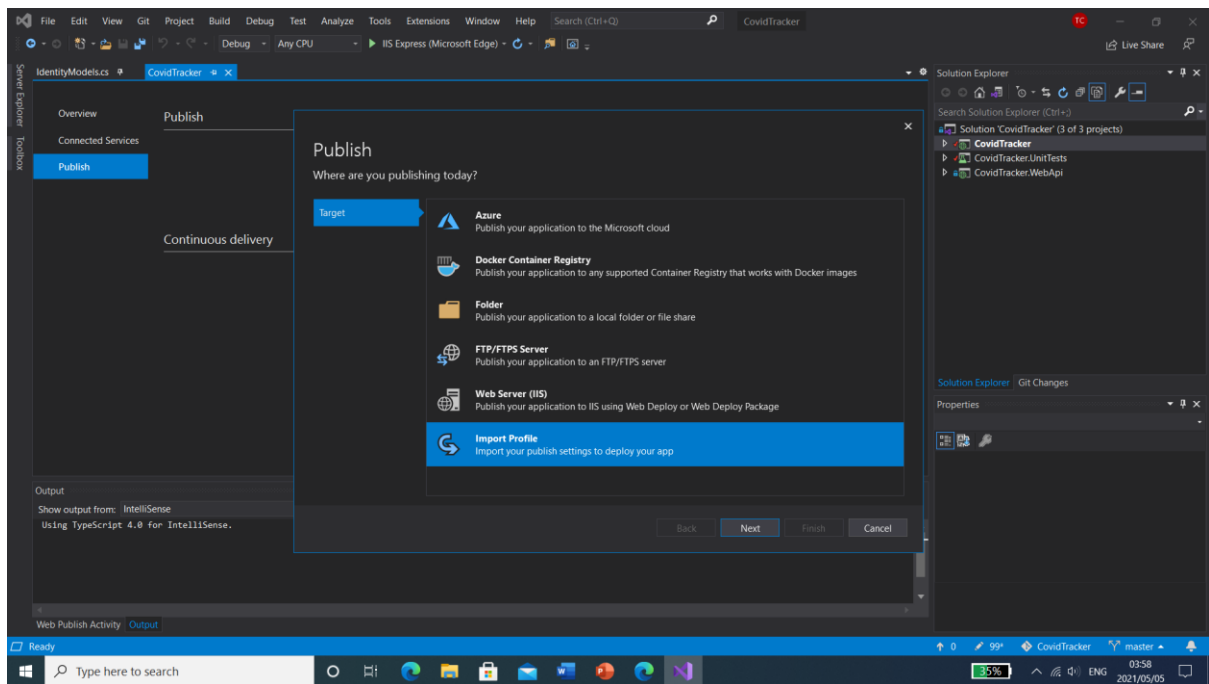 File Edit View Git Project Build Debug Test Analyze Tools Extensions Window Help Search (Ctrl+Q) CovidTracker TC
Debug Any CPU IIS Express (Microsoft Edge) Live Share
Server Explorer
Toolbox
IdentityModels.cs CovidTracker
Overview
Connected Services
Publish
Publish
Continuous delivery
Publish
Where are you publishing today?
Target
Azure
Publish your application to the Microsoft cloud
Docker Container Registry
Publish your application to any supported Container Registry that works with Docker images
Folder
Publish your application to a local folder or file share
FTP/FTPS Server
Publish your application to an FTP/FTPS server
Web Server (IIS)
Publish your application to IIS using Web Deploy or Web Deploy Package
Import Profile
Import your publish settings to deploy your app
Back Next Finish Cancel
Solution Explorer
Search Solution Explorer (Ctrl+;)
Solution 'CovidTracker' (3 of 3 projects)
CovidTracker
CovidTracker.UnitTests
CovidTracker.WebApi
Solution Explorer Git Changes
Properties
Output
Show output from: IntelliSense
Using TypeScript 4.0 for IntelliSense.
Web Publish Activity Output
Ready 0 99+ CovidTracker master
Type here to search 35% ENG 03:58
2021/05/05